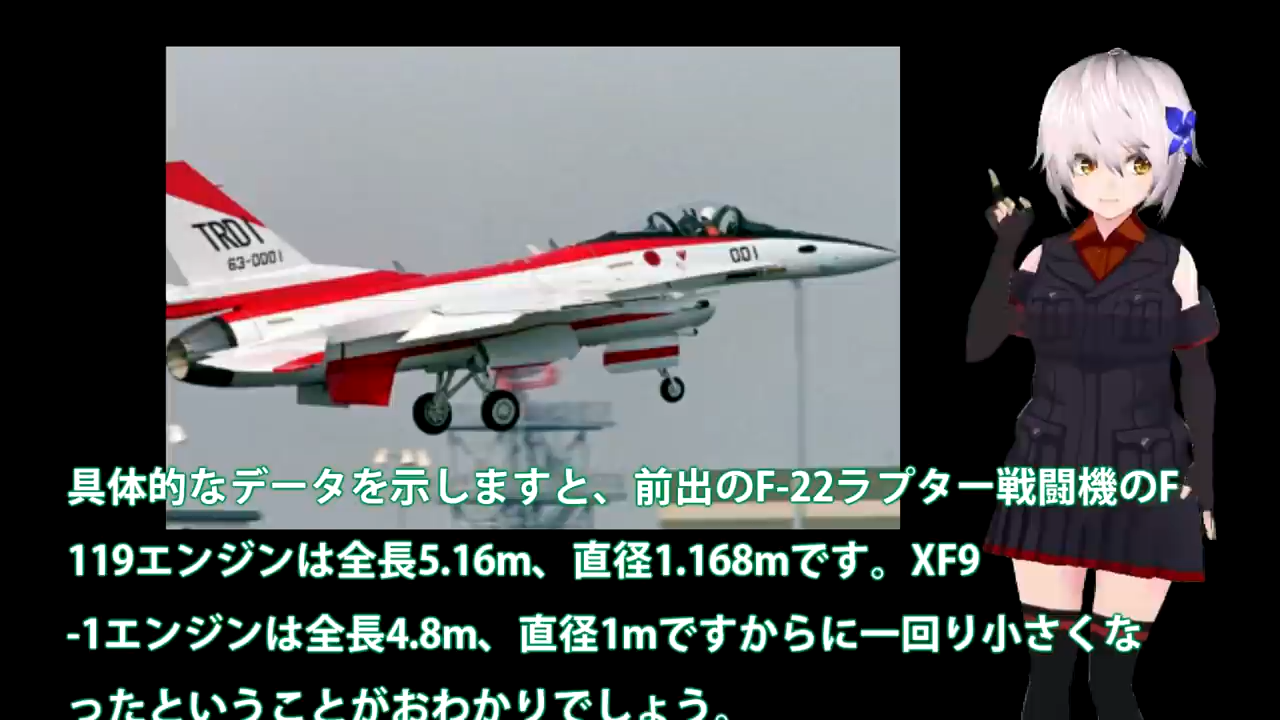 TRDI
63-0001
001
具体的なデータを示しますと、前出のF-22ラプター戦闘機のF
119エンジンは全長5.16m、直径1.168mです。XF9
-1エンジンは全長4.8m、直径1mですからに一回り小さくな
ったということがおわかりでしょう。